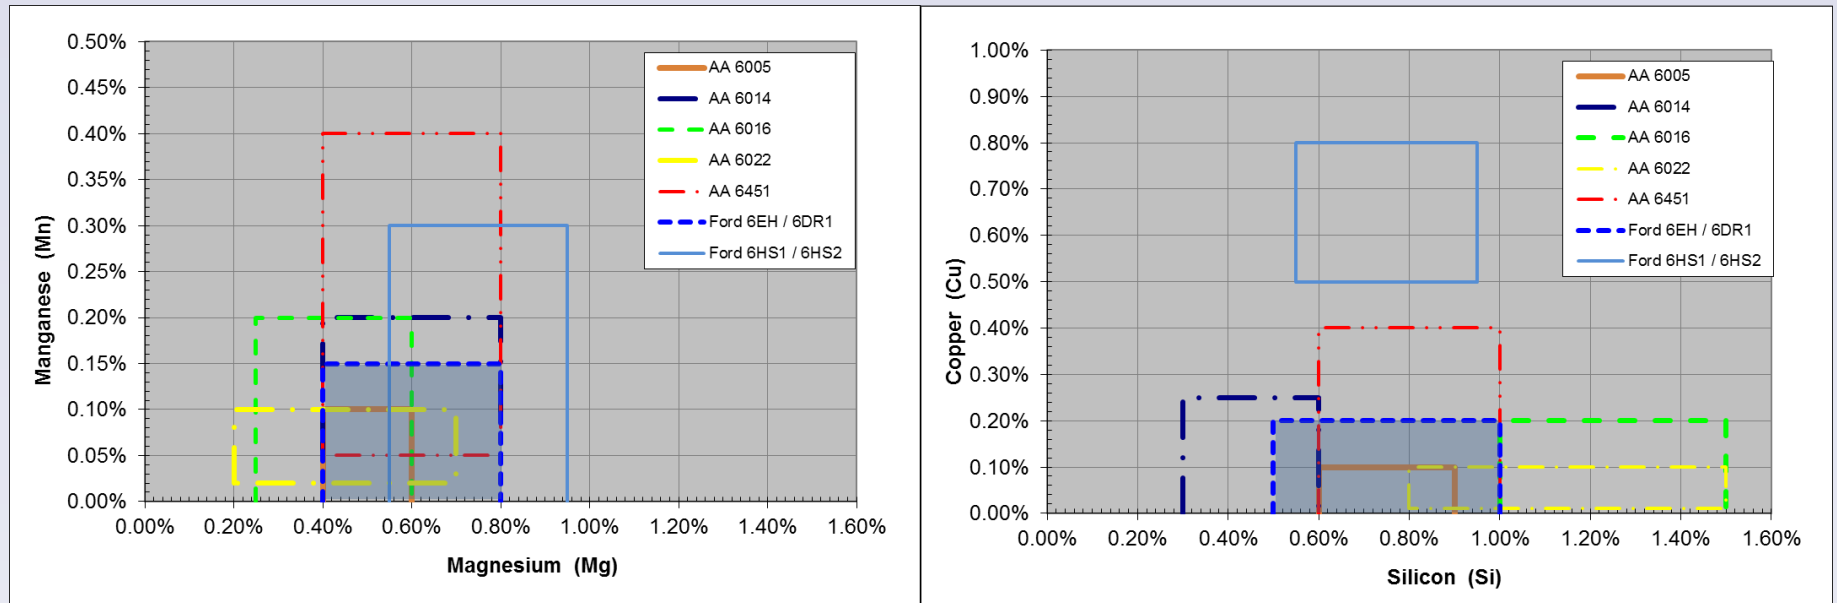 0.50%
0.45%
0.40%
0.35%
0.30%
0.25%
0.20%
0.15%
0.10%
0.05%
0.00%
Manganese (Mn)
0.00% 0.20% 0.40% 0.60% 0.80% 1.00% 1.20% 1.40% 1.60%
Magnesium (Mg)
AA 6005
AA 6014
AA 6016
AA 6022
AA 6451
Ford 6EH / 6DR1
Ford 6HS1 / 6HS2
1.00%
0.90%
0.80%
0.70%
0.60%
0.50%
0.40%
0.30%
0.20%
0.10%
0.00%
Copper (Cu)
0.00% 0.20% 0.40% 0.60% 0.80% 1.00% 1.20% 1.40% 1.60%
Silicon (Si)
AA 6005
AA 6014
AA 6016
AA 6022
AA 6451
Ford 6EH / 6DR1
Ford 6HS1 / 6HS2